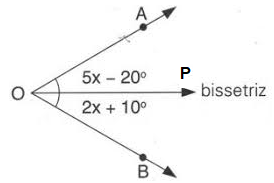 A
5x – 20º
P
O
bissetriz
2x + 10º
B